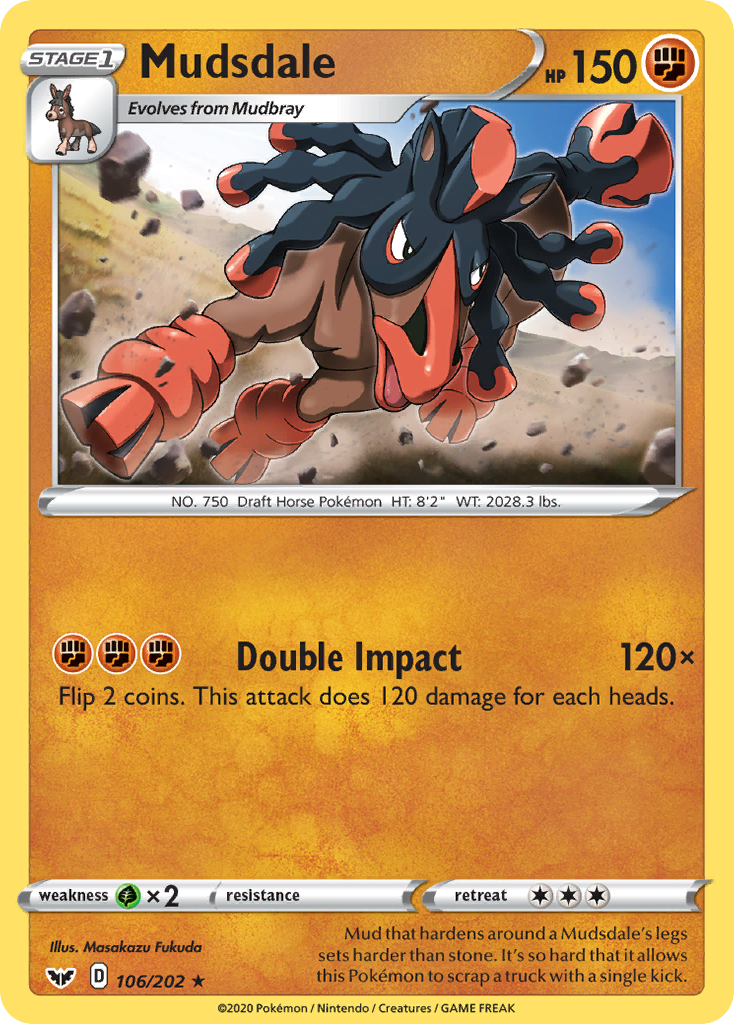 STAGE1
Mudsdale
HP 150
Evolves from Mudbray
NO. 750 Draft Horse Pokémon HT: 8'2" WT: 2028.3 lbs.
Double Impact 120×
Flip 2 coins. This attack does 120 damage for each heads.
weakness ×2 resistance retreat
Illus. Masakazu Fukuda
D 106/202 ★
Mud that hardens around a Mudsdale's legs
sets harder than stone. It's so hard that it allows
this Pokémon to scrap a truck with a single kick.
©2020 Pokémon / Nintendo / Creatures / GAME FREAK